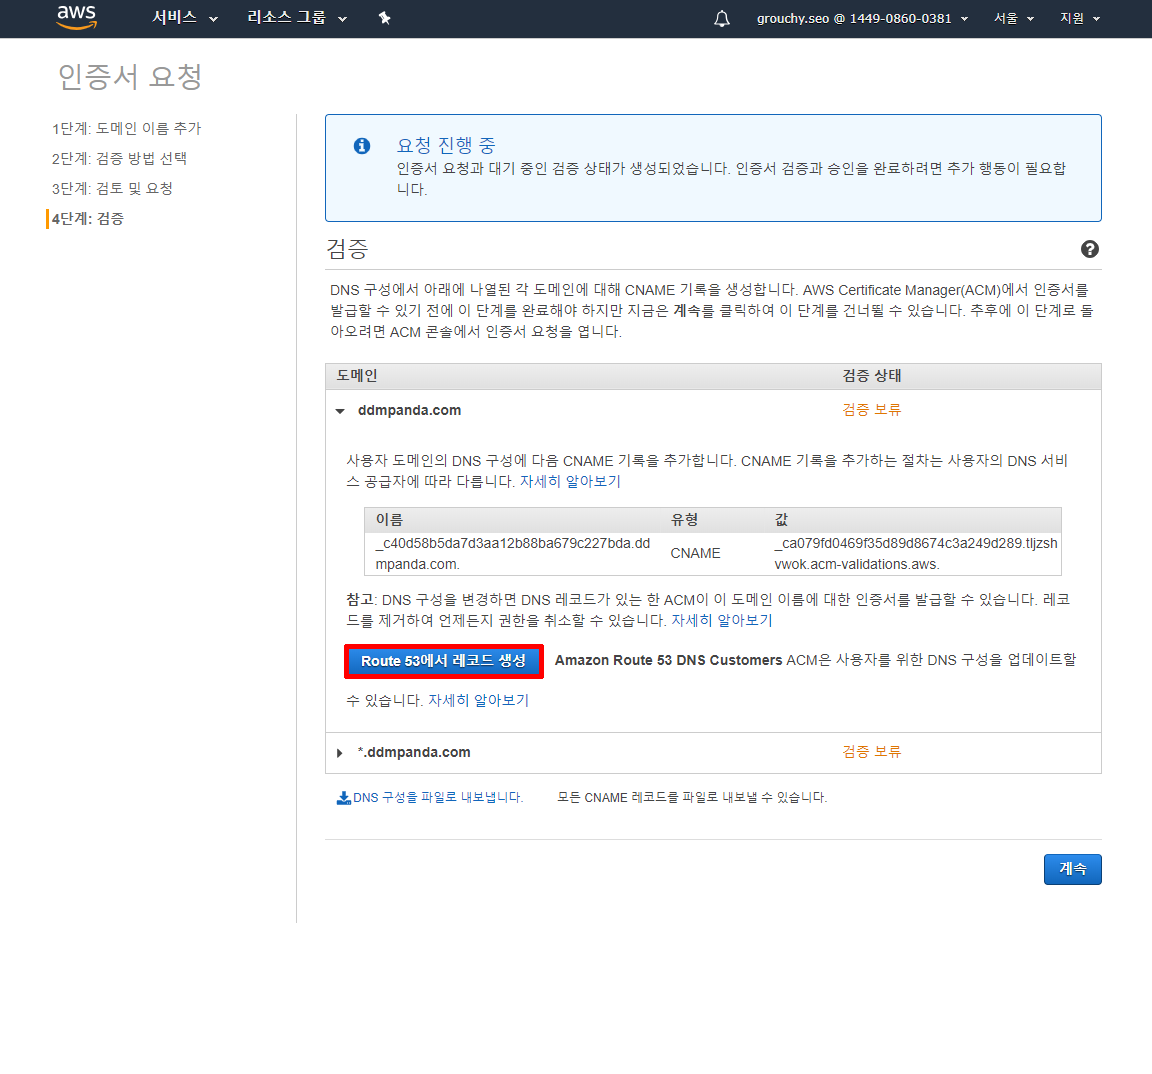 aws 서비스 리소스 그룹 grouchy.seo @ 1449-0860-0381 서울 지원
인증서 요청
1단계: 도메인 이름 추가
2단계: 검증 방법 선택
3단계: 검토 및 요청
4단계: 검증
요청 진행 중
인증서 요청과 대기 중인 검증 상태가 생성되었습니다. 인증서 검증과 승인을 완료하려면 추가 행동이 필요합
니다.
검증
DNS 구성에서 아래에 나열된 각 도메인에 대해 CNAME 기록을 생성합니다. AWS Certificate Manager(ACM)에서 인증서를
발급할 수 있기 전에 이 단계를 완료해야 하지만 지금은 계속를 클릭하여 이 단계를 건너뛸 수 있습니다. 추후에 이 단계로 돌
아오려면 ACM 콘솔에서 인증서 요청을 엽니다.
도메인 검증 상태
ddmpanda.com 검증 보류
사용자 도메인의 DNS 구성에 다음 CNAME 기록을 추가합니다. CNAME 기록을 추가하는 절차는 사용자의 DNS 서비
스 공급자에 따라 다릅니다. 자세히 알아보기
이름 유형 값
_c40d58b5da7d3aa12b88ba679c227bda.dd
mpanda.com.
CNAME
_ca079fd0469f35d89d8674c3a249d289.tljzsh
vwok.acm-validations.aws.
참고: DNS 구성을 변경하면 DNS 레코드가 있는 한 ACM이 이 도메인 이름에 대한 인증서를 발급할 수 있습니다. 레코
드를 제거하여 언제든지 권한을 취소할 수 있습니다. 자세히 알아보기
Route 53에서 레코드 생성 Amazon Route 53 DNS Customers ACM은 사용자를 위한 DNS 구성을 업데이트할
수 있습니다. 자세히 알아보기
*.ddmpanda.com 검증 보류
DNS 구성을 파일로 내보냅니다. 모든 CNAME 레코드를 파일로 내보낼 수 있습니다.
계속